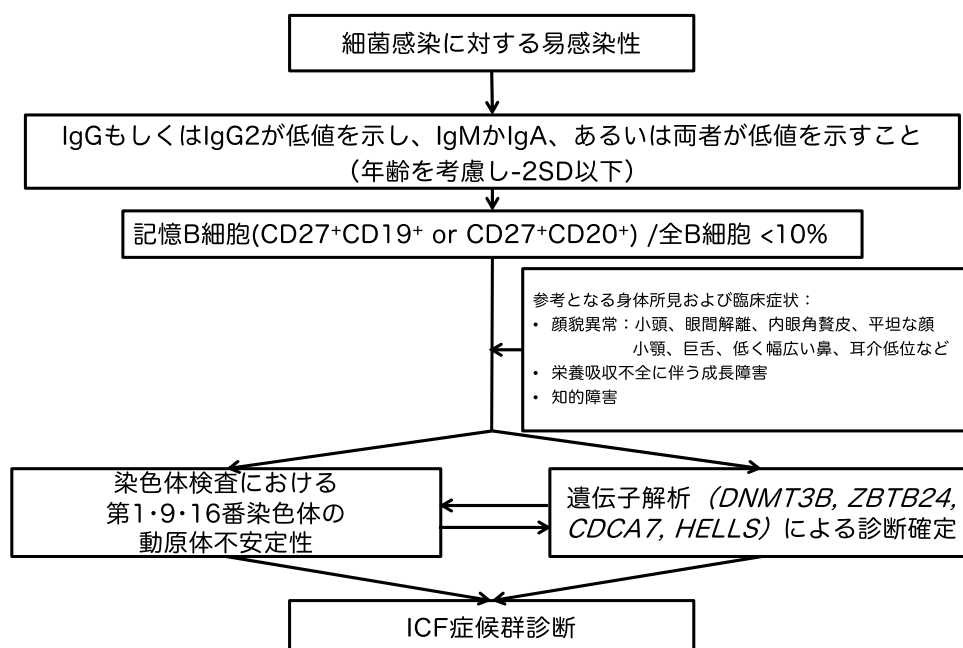 細菌感染に対する易感染性
IgGもしくはIgG2が低値を示し、IgMかIgA、あるいは両者が低値を示すこと
（年齢を考慮し-2SD以下）
記憶B細胞(CD27⁺CD19⁺ or CD27⁺CD20⁺) /全B細胞 <10%
参考となる身体所見および臨床症状：
• 顔貌異常：小頭、眼間解離、内眼角贅皮、平坦な顔
小顎、巨舌、低く幅広い鼻、耳介低位など
• 栄養吸収不全に伴う成長障害
• 知的障害
染色体検査における
第1･9･16番染色体の
動原体不安定性
遺伝子解析（DNMT3B, ZBTB24,
CDCA7, HELLS）による診断確定
ICF症候群診断